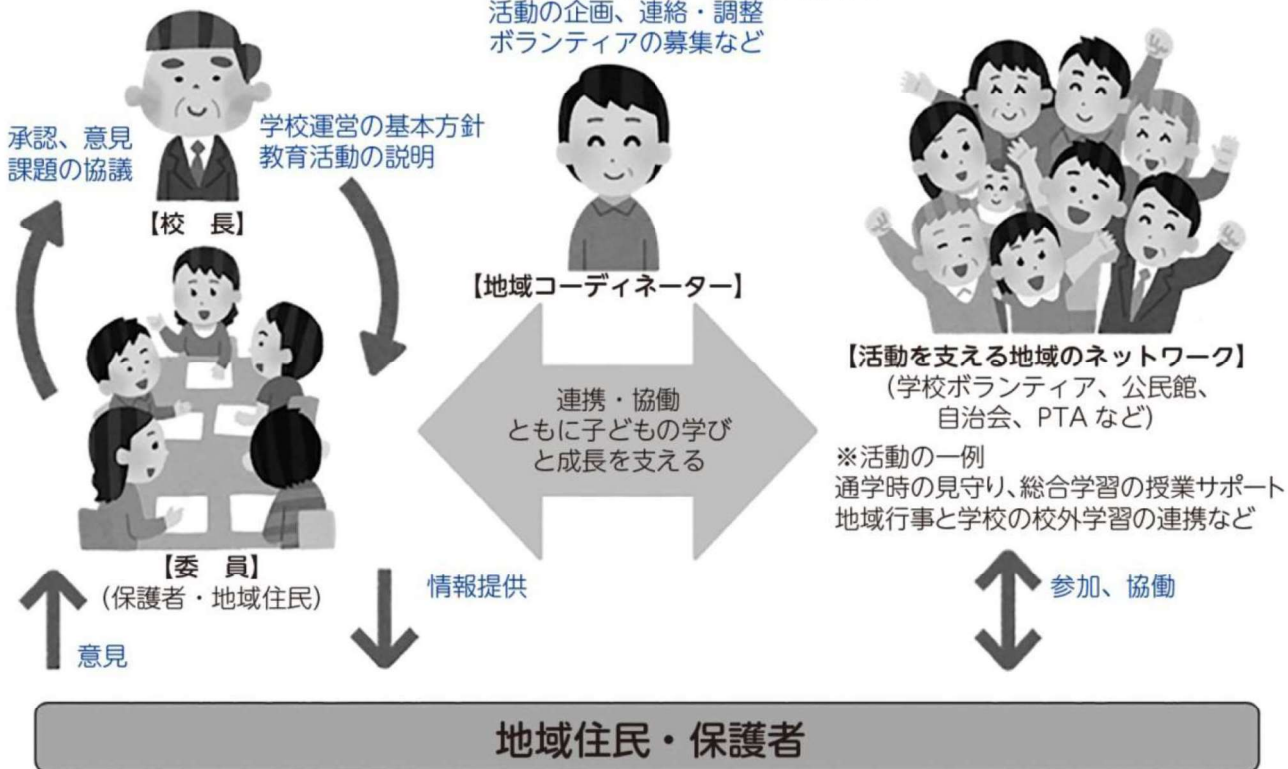 活動の企画、連絡・調整
ボランティアの募集など
承認、意見
課題の協議
学校運営の基本方針
教育活動の説明
【校　長】
【地域コーディネーター】
連携・協働
ともに子どもの学び
と成長を支える
【活動を支える地域のネットワーク】
(学校ボランティア、公民館、
自治会、PTA など)
※活動の一例
通学時の見守り、総合学習の授業サポート
地域行事と学校の校外学習の連携など
【委　員】
(保護者・地域住民)
意見
情報提供
参加、協働
地域住民・保護者